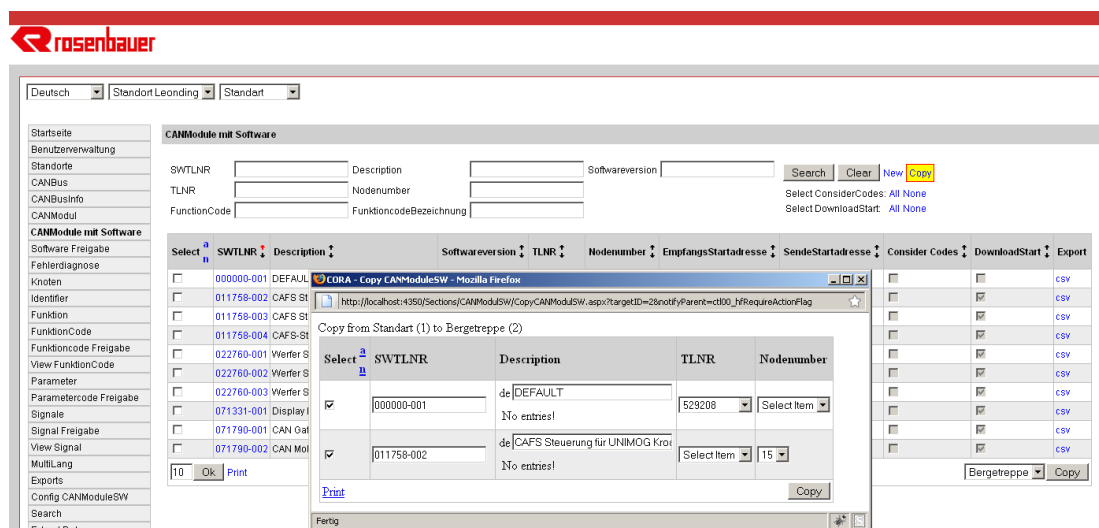 rosenbauer
Deutsch Standort Leonding Standart
Startseite
Benutzerverwaltung
Standorte
CANBus
CANBusInfo
CANModul
CANModule mit Software
Software Freigabe
Fehlerdiagnose
Knoten
Identifier
Funktion
FunktionCode
Funktioncode Freigabe
View FunktionCode
Parameter
Parametercode Freigabe
Signale
Signal Freigabe
View Signal
MultiLang
Exports
Config CANModuleSW
Search
CANModule mit Software
SWTLNR Description Softwareversion Search Clear New Copy
TLNR Nodenumber Select ConsiderCodes: All None
FunctionCode FunktioncodeBezeichnung Select DownloadStart: All None
Select a n SWTLNR Description Softwareversion TLNR Nodenumber EmpfangsStartadresse SendeStartadresse Consider Codes DownloadStart Export
000000-001 DEFAUL csv
011758-002 CAFS St csv
011758-003 CAFS St csv
011758-004 CAFS-St csv
022760-001 Werfer S csv
022760-002 Werfer S csv
022760-003 Werfer S csv
071331-001 Display I csv
071790-001 CAN Gat csv
071790-002 CAN Mol csv
10 Ok Print Bergetreppe Copy
CORA - Copy CANModuleSW - Mozilla Firefox
http://localhost:4350/Sections/CANModulSW/CopyCANModulSW.aspx?targetID=2&notifyParent=ctl00_hfRequireActionFlag
Copy from Standart (1) to Bergetreppe (2)
Select a n SWTLNR Description TLNR Nodenumber
000000-001 de DEFAULT 529208 Select Item
No entries!
011758-002 de CAFS Steuerung für UNIMOG Kroa Select Item 15
No entries!
Print Copy
Fertig